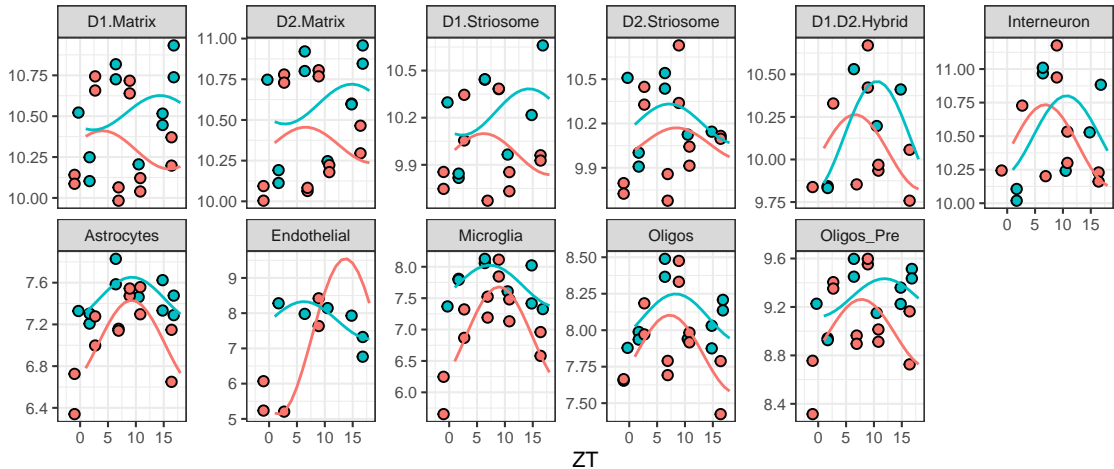 D1.Matrix D2.Matrix D1.Striosome D2.Striosome D1.D2.Hybrid Interneuron
10.75 10.50 10.25 10.00
11.00 10.75 10.50 10.25 10.00
10.5 10.2 9.9
10.5 10.2 9.9
10.50 10.25 10.00 9.75
11.00 10.75 10.50 10.25 10.00
Astrocytes Endothelial Microglia Oligos Oligos_Pre
7.6 7.2 6.8 6.4
9 8 7 6 5
8.0 7.5 7.0 6.5 6.0
8.50 8.25 8.00 7.75 7.50
9.6 9.2 8.8 8.4
0 5 10 15
0 5 10 15
0 5 10 15
0 5 10 15
0 5 10 15
0 5 10 15
ZT